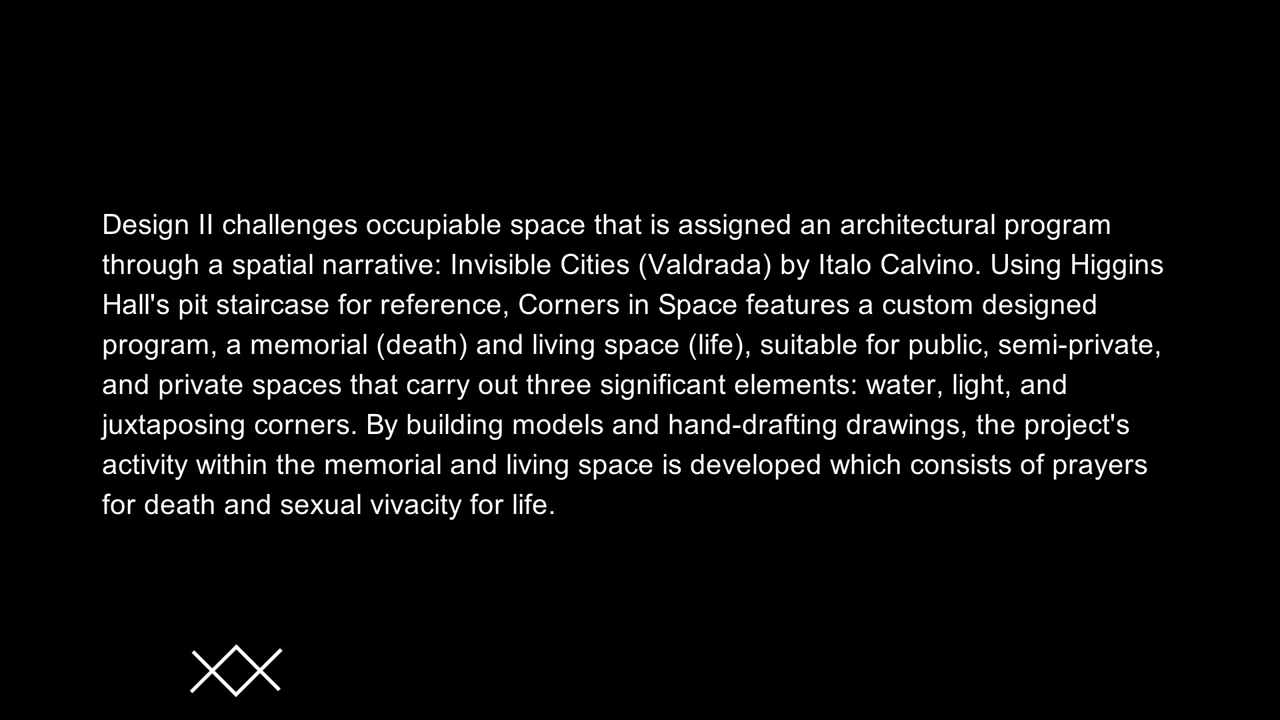 Design II challenges occupiable space that is assigned an architectural program
through a spatial narrative: Invisible Cities (Valdrada) by Italo Calvino. Using Higgins
Hall's pit staircase for reference, Corners in Space features a custom designed
program, a memorial (death) and living space (life), suitable for public, semi-private,
and private spaces that carry out three significant elements: water, light, and
juxtaposing corners. By building models and hand-drafting drawings, the project's
activity within the memorial and living space is developed which consists of prayers
for death and sexual vivacity for life.